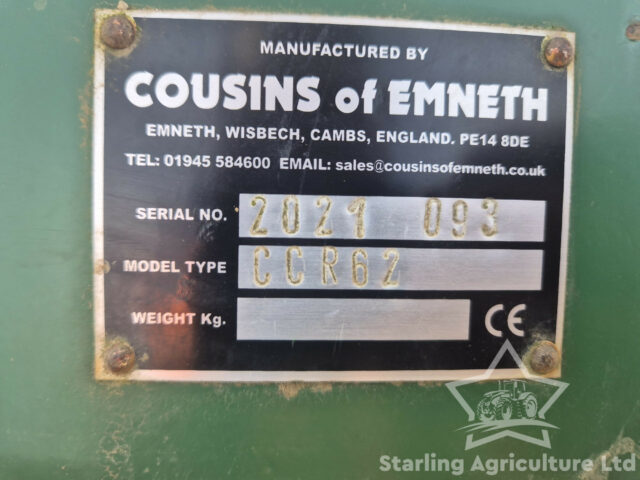 MANUFACTURED BY
COUSINS of EMNETH
EMNETH, WISBECH, CAMBS, ENGLAND. PE14 8DE
TEL: 01945 584600 EMAIL: sales@cousinsofemneth.co.uk
SERIAL NO. 2021 093
MODEL TYPE CCR62
WEIGHT Kg. CE
Starling Agriculture Ltd